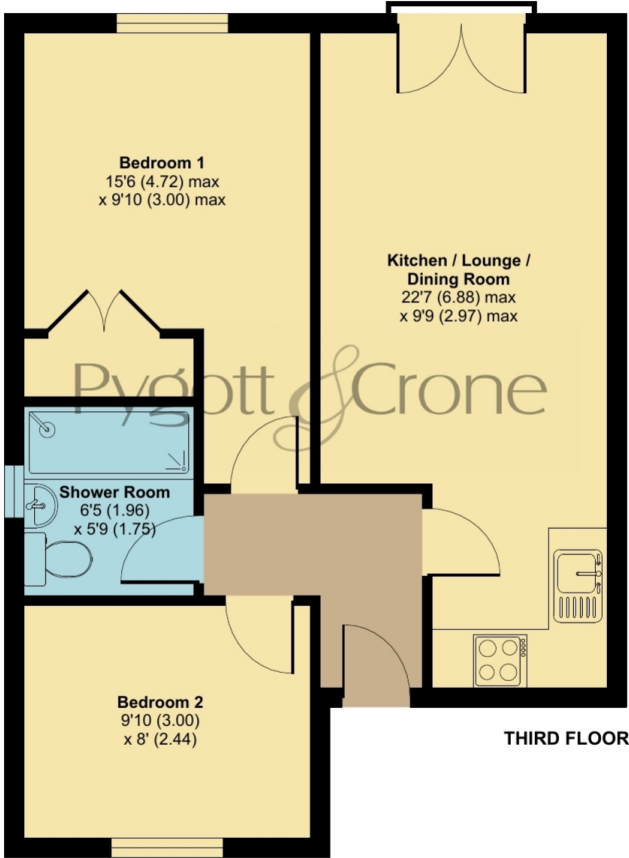 Bedroom 1
15'6 (4.72) max
x 9'10 (3.00) max
Kitchen / Lounge /
Dining Room
22'7 (6.88) max
x 9'9 (2.97) max
Pygott & Crone
Shower Room
6'5 (1.96)
x 5'9 (1.75)
Bedroom 2
9'10 (3.00)
x 8' (2.44)
THIRD FLOOR